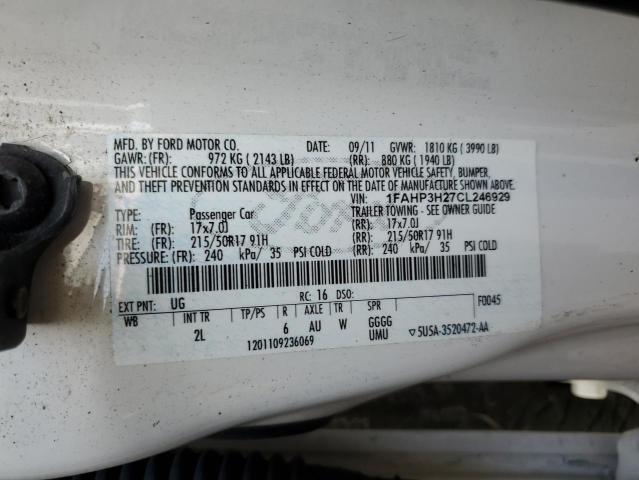 MFD. BY FORD MOTOR CO. DATE: 09/11 GVWR: 1810 KG ( 3990 LB)
GAWR: (FR): 972 KG ( 2143 LB) (RR): 880 KG ( 1940 LB)
THIS VEHICLE CONFORMS TO ALL APPLICABLE FEDERAL MOTOR VEHICLE SAFETY, BUMPER,
AND THEFT PREVENTION STANDARDS IN EFFECT ON THE DATE OF MANUFACTURE SHOWN ABOVE.
VIN: 1FAHP3H27CL246929
TYPE: Passenger Car TRAILER TOWING - SEE OWNER GUIDE
RIM: (FR) 17x7.0J (RR): 17x7.0J
TIRE: (FR): 215/50R17 91H (RR): 215/50R17 91H
PRESSURE: (FR) 240 kPa/ 35 PSI COLD (RR): 240 kPa/ 35 PSI COLD
EXT PNT: UG RC: 16 DSO: F0045
WB INT TR TP/PS R AXLE TR SPR
2L 6 AU W GGGG
1201109236069 UMU ▽5U5A-3520472-AA